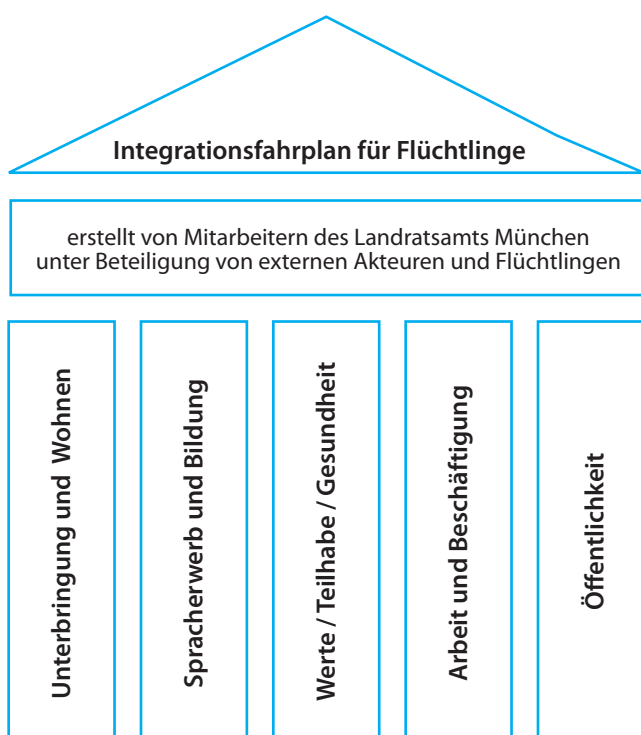 Integrationsfahrplan für Flüchtlinge
erstellt von Mitarbeitern des Landratsamts München
unter Beteiligung von externen Akteuren und Flüchtlingen
Unterbringung und Wohnen
Spracherwerb und Bildung
Werte / Teilhabe / Gesundheit
Arbeit und Beschäftigung
Öffentlichkeit